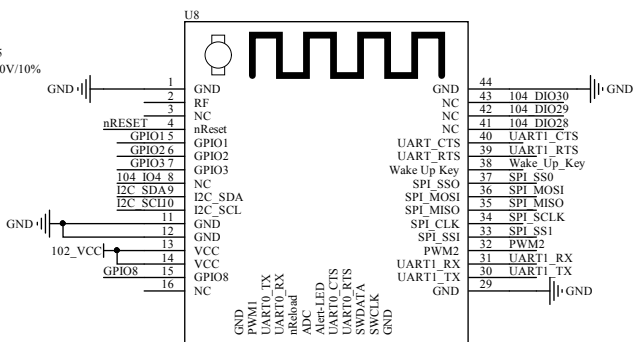 U8
0V/10%
GND 1 GND
2 RF
3 NC
nRESET 4 nReset
GPIO1 5 GPIO1
GPIO2 6 GPIO2
GPIO3 7 GPIO3
104_IO4 8 NC
I2C_SDA 9 I2C_SDA
I2C_SCL 10 I2C_SCL
GND 11 GND
12 GND
102_VCC 13 VCC
14 VCC
GPIO8 15 GPIO8
16 NC
GND 44 GND
NC 43 104_DIO30
NC 42 104_DIO29
NC 41 104_DIO28
UART_CTS 40 UART1_CTS
UART_RTS 39 UART1_RTS
Wake Up Key 38 Wake_Up_Key
SPI_SSO 37 SPI_SS0
SPI_MOSI 36 SPI_MOSI
SPI_MISO 35 SPI_MISO
SPI_CLK 34 SPI_SCLK
SPI_SSI 33 SPI_SS1
PWM2 32 PWM2
UART1_RX 31 UART1_RX
UART1_TX 30 UART1_TX
GND 29 GND
GND
PWM1
UART0_TX
UART0_RX
nReload
ADC
Alert-LED
UART0_CTS
UART0_RTS
SWDATA
SWCLK
GND